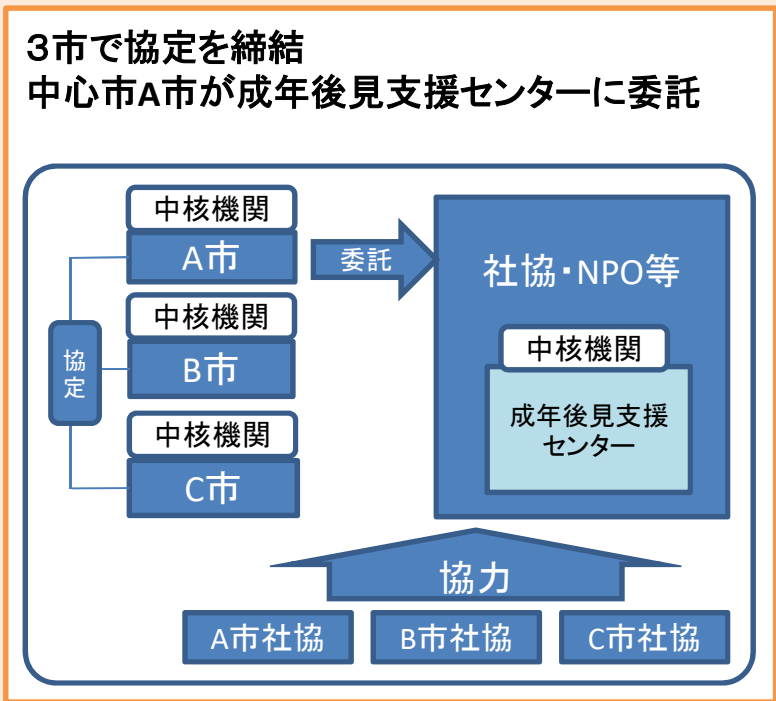 ３市で協定を締結
中心市A市が成年後見支援センターに委託
中核機関
A市
委託
社協・NPO等
中核機関
B市
協定
中核機関
成年後見支援
センター
中核機関
C市
協力
A市社協
B市社協
C市社協